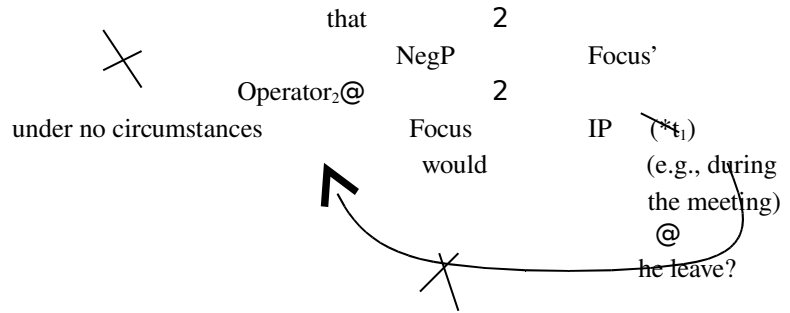 that 2
NegP Focus’
Operator₂@ 2
under no circumstances Focus IP (*t₁)
would (e.g., during
the meeting)
@
he leave?